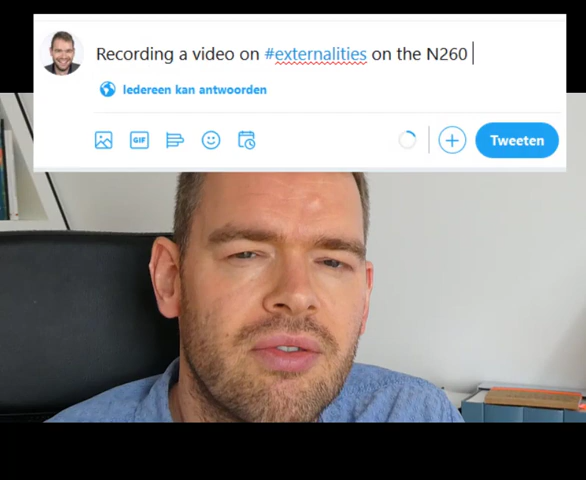 Recording a video on #externalities on the N260
Iedereen kan antwoorden
GIF
Tweeten